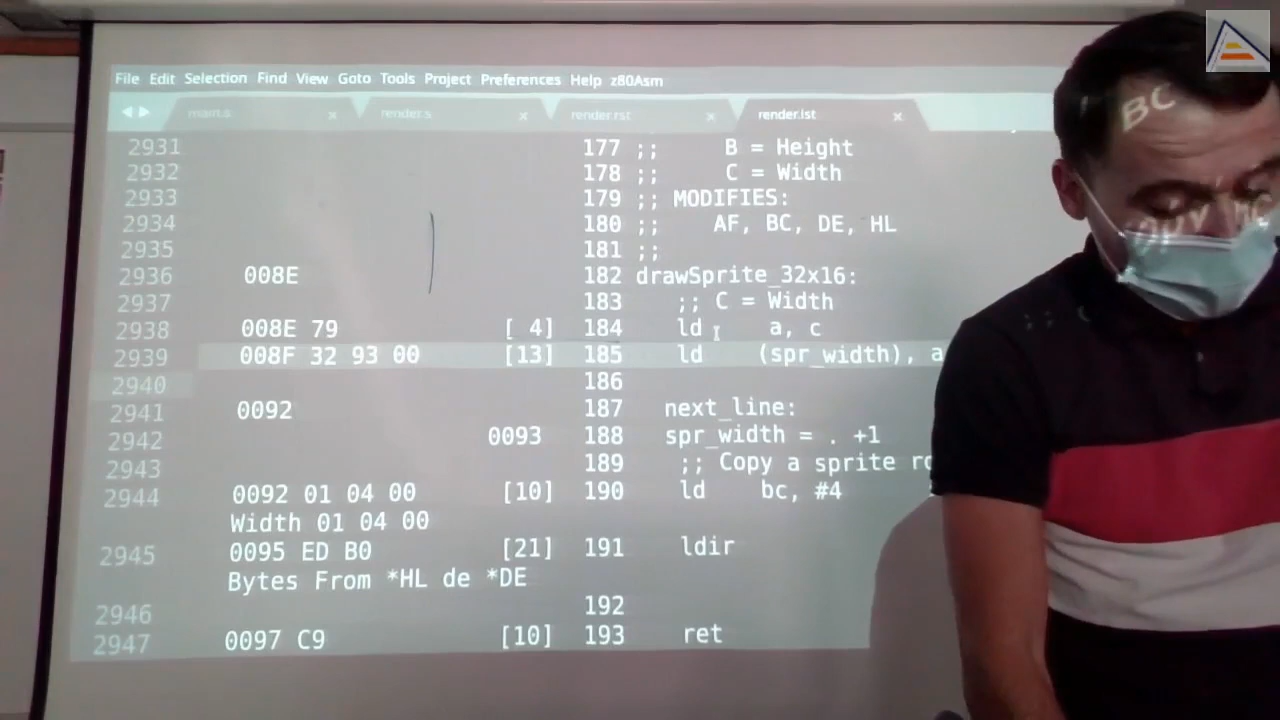 File Edit Selection Find View Goto Tools Project Preferences Help z80Asm
main.s × render.s × render.rst × render.lst ×
2931 177 ;; B = Height
2932 178 ;; C = Width
2933 179 ;; MODIFIES:
2934 180 ;; AF, BC, DE, HL
2935 181 ;;
2936 008E 182 drawSprite_32x16:
2937 183 ;; C = Width
2938 008E 79 [ 4] 184 ld a, c
2939 008F 32 93 00 [13] 185 ld (spr_width), a
2940 186
2941 0092 187 next_line:
2942 0093 188 spr_width = . +1
2943 189 ;; Copy a sprite
2944 0092 01 04 00 [10] 190 ld bc, #4
Width 01 04 00
2945 0095 ED B0 [21] 191 ldir
Bytes From *HL de *DE
2946 192
2947 0097 C9 [10] 193 ret
BC